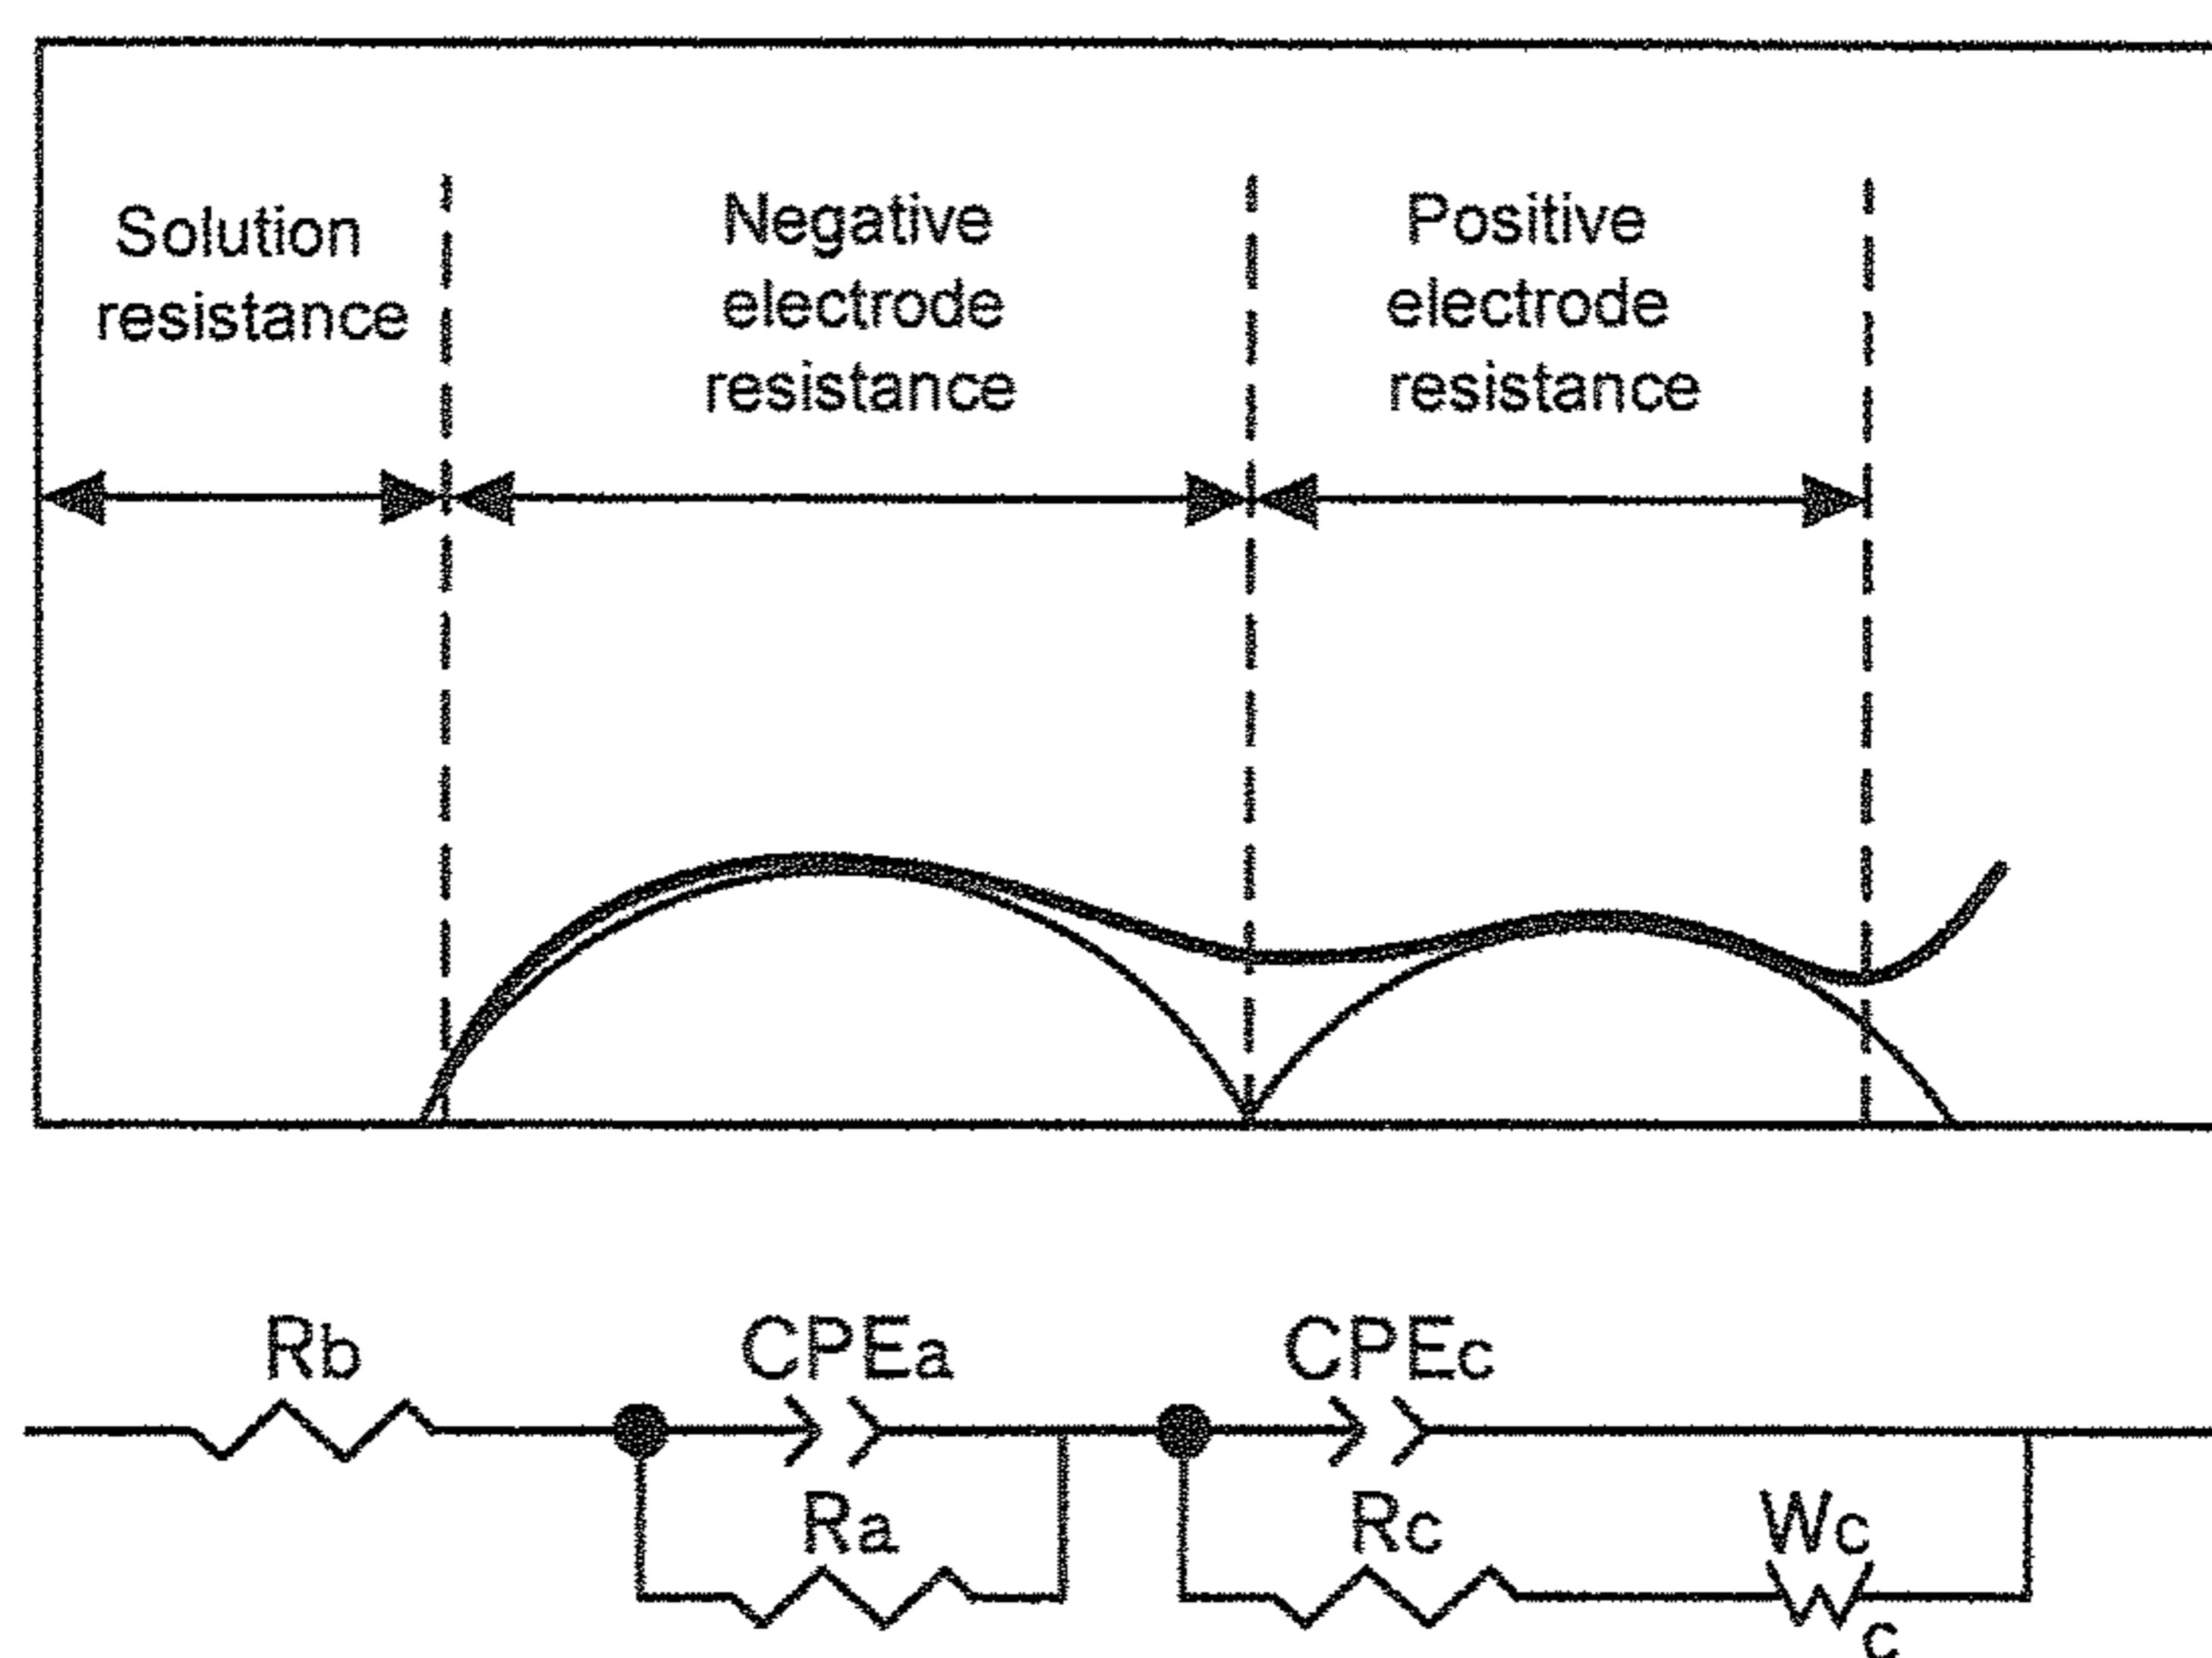 Solution
resistance
Negative
electrode
resistance
Positive
electrode
resistance
Rb
CPEa
CPEc
Ra
Rc
Wc
c